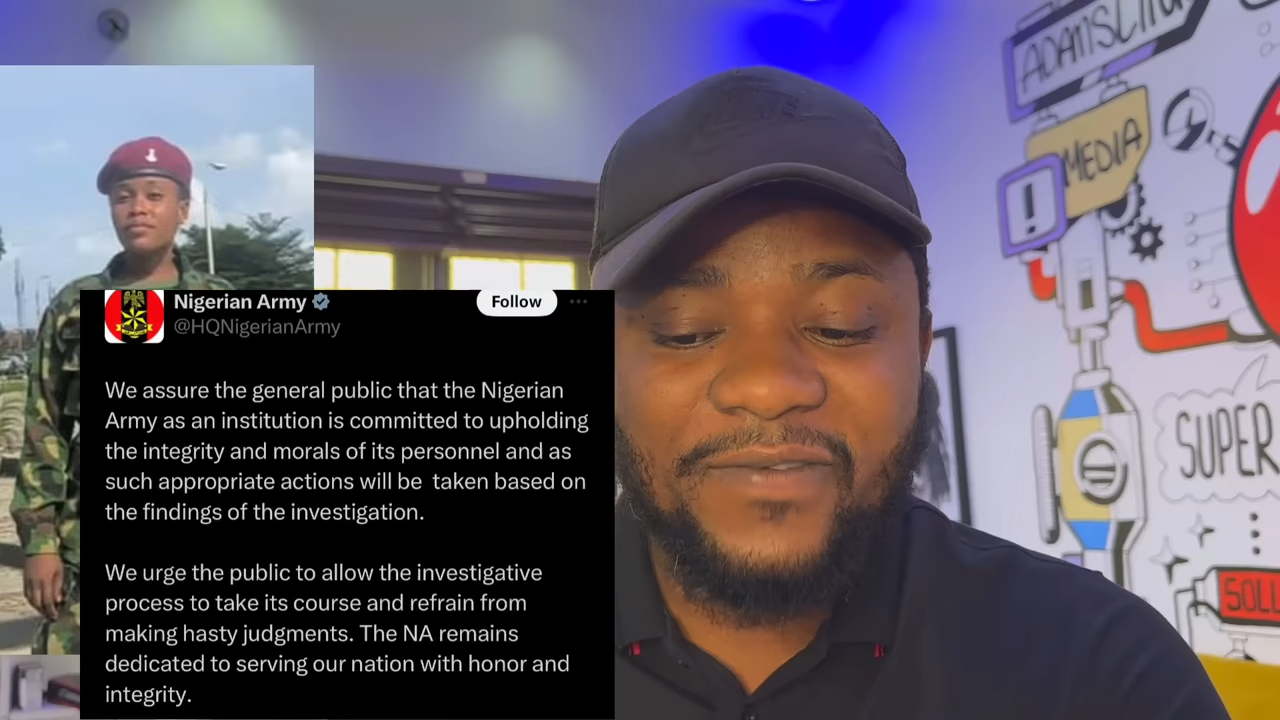 ADAMSCI
MEDIA
!
Nigerian Army
Follow
@HQNigerianArmy
We assure the general public that the Nigerian
Army as an institution is committed to upholding
the integrity and morals of its personnel and as
such appropriate actions will be taken based on
the findings of the investigation.
We urge the public to allow the investigative
process to take its course and refrain from
making hasty judgments. The NA remains
dedicated to serving our nation with honor and
integrity.
SUPER
SOLL